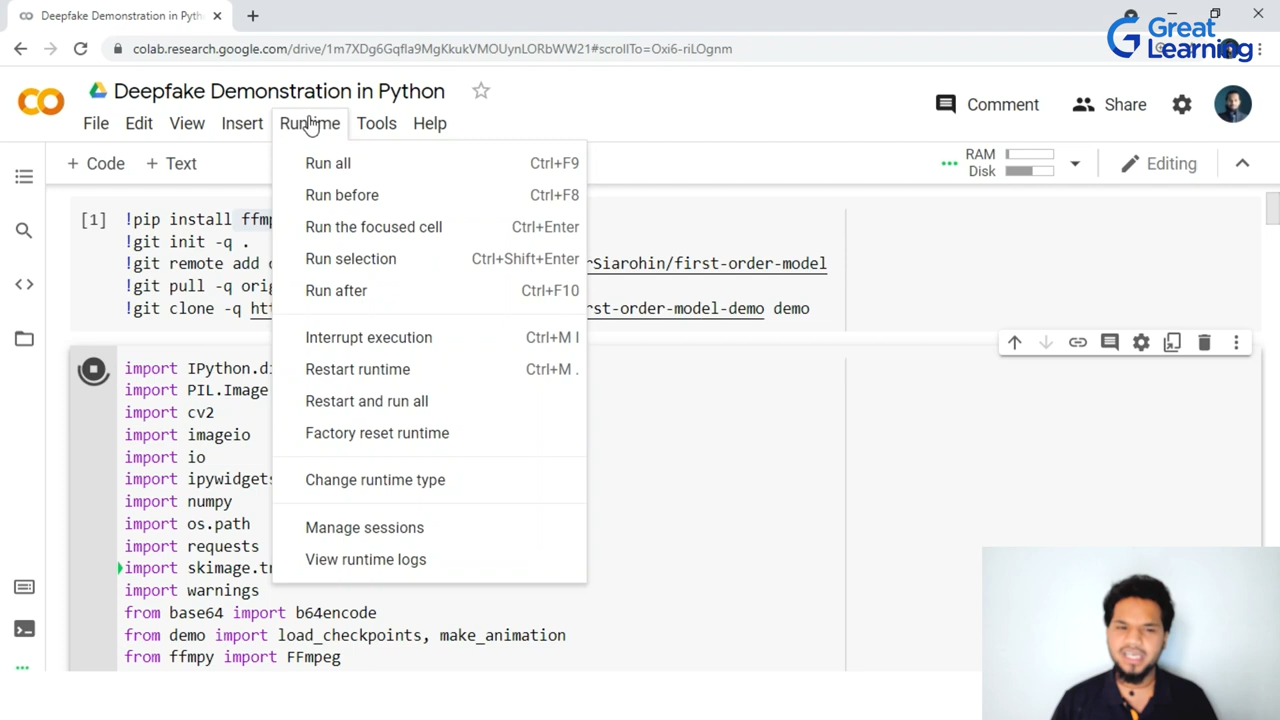 Deepfake Demonstration in Pyth
Great Learning
colab.research.google.com/drive/1m7XDg6Gqfla9MgKkukVMOUynLORbWW21#scrollTo=Oxi6-riLOgnm
Deepfake Demonstration in Python
Comment
Share
File Edit View Insert Runtime Tools Help
+ Code + Text
RAM
Disk
Editing
Run all Ctrl+F9
Run before Ctrl+F8
Run the focused cell Ctrl+Enter
Run selection Ctrl+Shift+Enter
Run after Ctrl+F10
Interrupt execution Ctrl+M I
Restart runtime Ctrl+M .
Restart and run all
Factory reset runtime
Change runtime type
Manage sessions
View runtime logs
[1] !pip install ffmp
!git init -q .
!git remote add o rSiarohin/first-order-model
!git pull -q orig
!git clone -q ht rst-order-model-demo demo
import IPython.di
import PIL.Image
import cv2
import imageio
import io
import ipywidgets
import numpy
import os.path
import requests
import skimage.tr
import warnings
from base64 import b64encode
from demo import load_checkpoints, make_animation
from ffmpy import FFmpeg